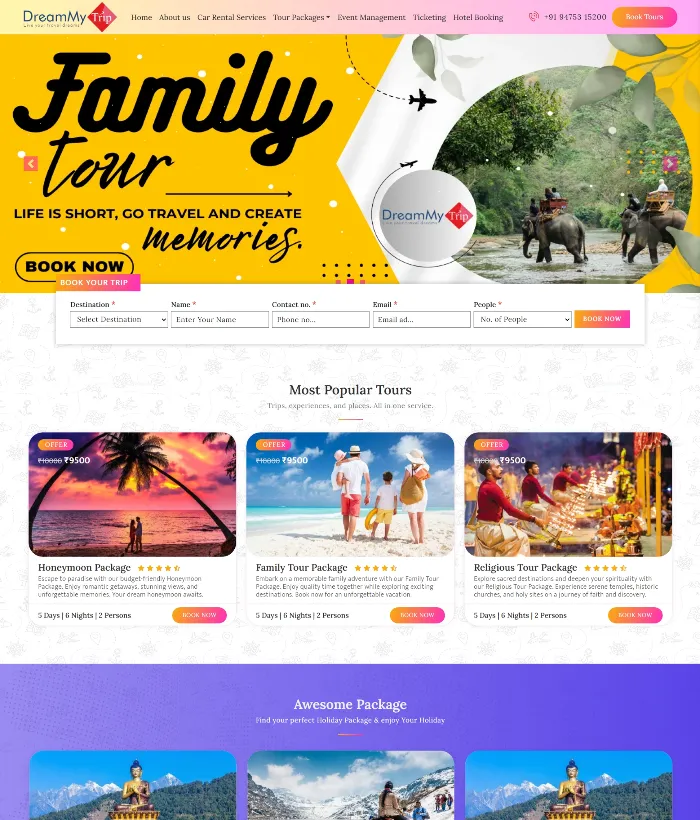 DreamMy Trip
Live your travel dreams
Home About us Car Rental Services Tour Packages Event Management Ticketing Hotel Booking
+91 94753 15200
Book Tours
Family
tour
LIFE IS SHORT, GO TRAVEL AND CREATE
memories.
BOOK NOW
DreamMy Trip
BOOK YOUR TRIP
Destination * Name * Contact no. * Email * People *
Select Destination Enter Your Name Phone no... Email ad... No. of People BOOK NOW
Most Popular Tours
Trips, experiences, and places. All in one service.
OFFER
₹10000 ₹9500
Honeymoon Package
Escape to paradise with our budget-friendly Honeymoon
Package. Enjoy romantic getaways, stunning views, and
unforgettable memories. Your dream honeymoon awaits.
5 Days | 6 Nights | 2 Persons BOOK NOW
OFFER
₹10000 ₹9500
Family Tour Package
Embark on a memorable family adventure with our Family Tour
Package. Enjoy quality time together while exploring exciting
destinations. Book now for an unforgettable vacation.
5 Days | 6 Nights | 2 Persons BOOK NOW
OFFER
₹10000 ₹9500
Religious Tour Package
Explore sacred destinations and deepen your spirituality with
our Religious Tour Package. Experience serene temples, historic
churches, and holy sites on a journey of faith and discovery.
5 Days | 6 Nights | 2 Persons BOOK NOW
Awesome Package
Find your perfect Holiday Package & enjoy Your Holiday